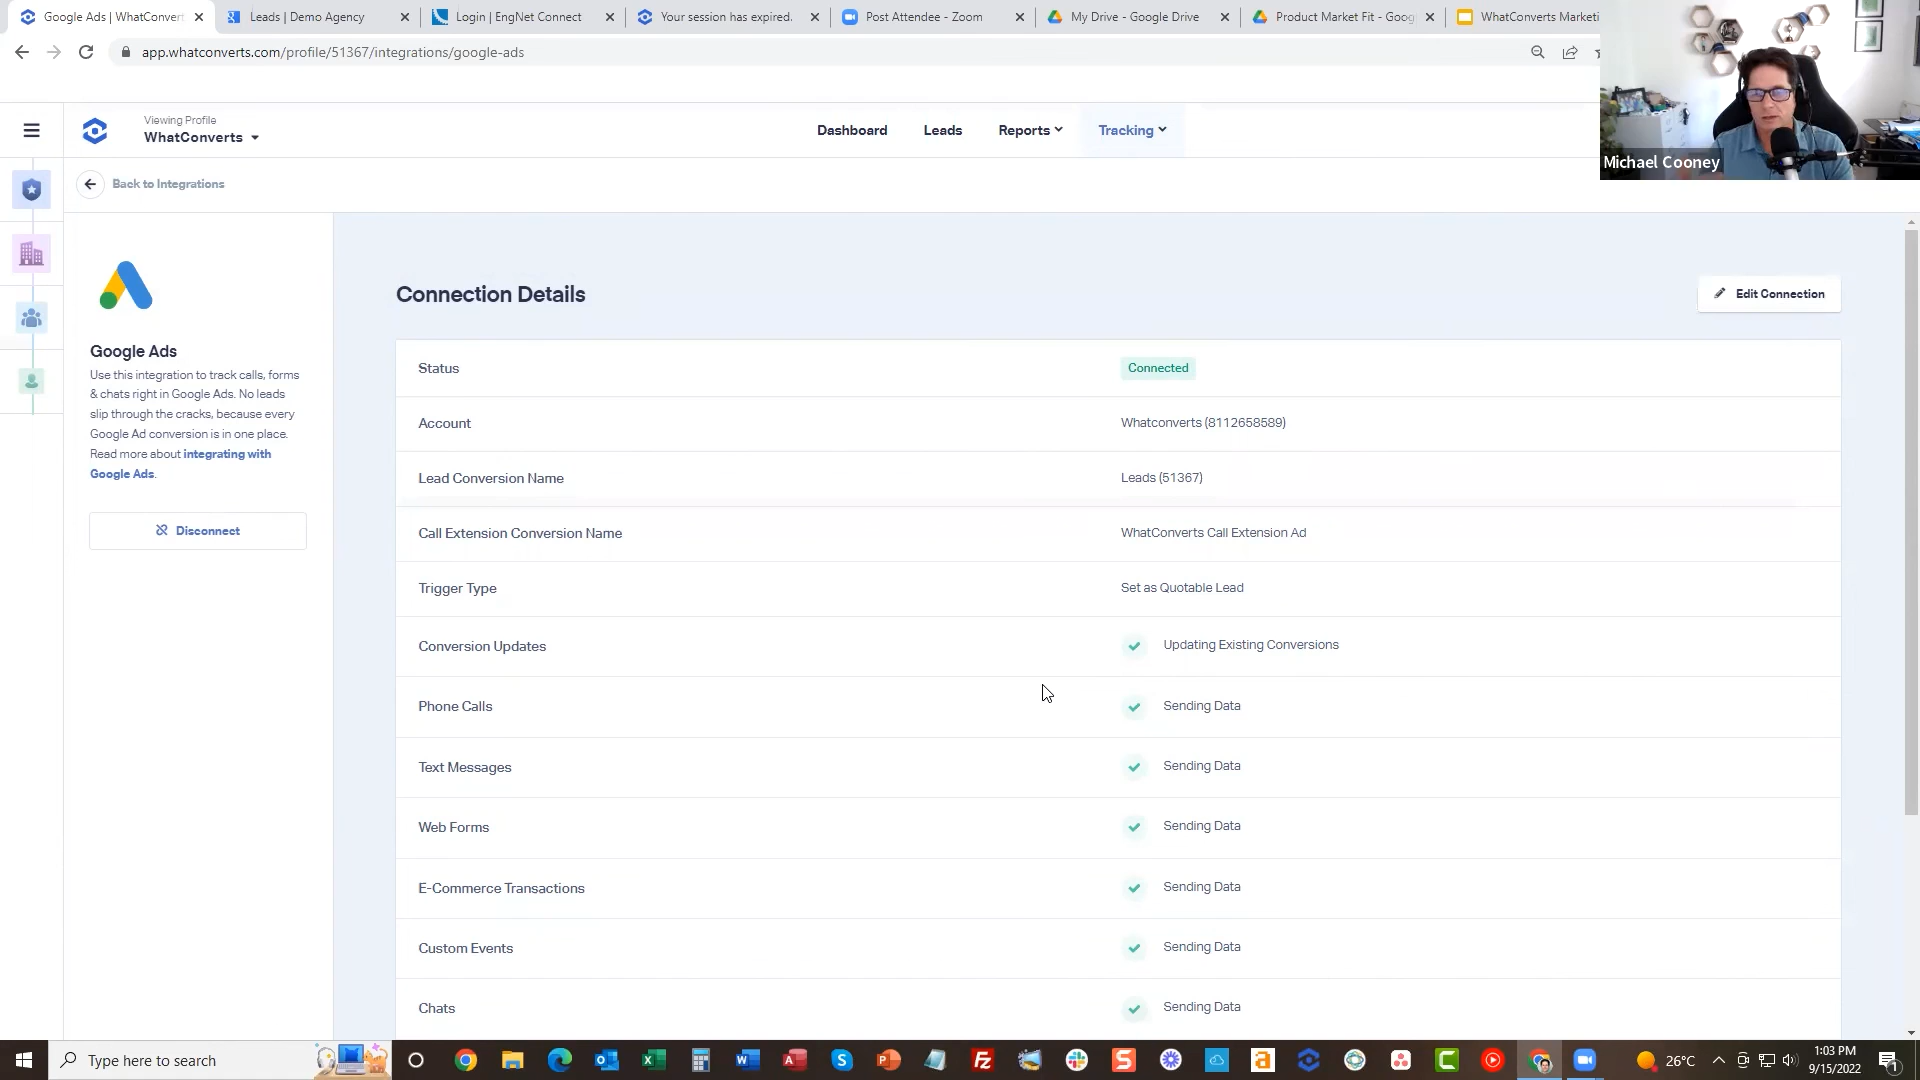 Google Ads | WhatConvert
Leads | Demo Agency
Login | EngNet Connect
Your session has expired.
Post Attendee - Zoom
My Drive - Google Drive
Product Market Fit - Goog
WhatConverts Marketi
app.whatconverts.com/profile/51367/integrations/google-ads
Michael Cooney
Viewing Profile
WhatConverts
Dashboard
Leads
Reports
Tracking
Back to Integrations
Google Ads
Use this integration to track calls, forms
& chats right in Google Ads. No leads
slip through the cracks, because every
Google Ad conversion is in one place.
Read more about integrating with
Google Ads.
Disconnect
Connection Details
Edit Connection
Status
Connected
Account
Whatconverts (8112658589)
Lead Conversion Name
Leads (51367)
Call Extension Conversion Name
WhatConverts Call Extension Ad
Trigger Type
Set as Quotable Lead
Conversion Updates
Updating Existing Conversions
Phone Calls
Sending Data
Text Messages
Sending Data
Web Forms
Sending Data
E-Commerce Transactions
Sending Data
Custom Events
Sending Data
Chats
Sending Data
Type here to search
26°C
1:03 PM
9/15/2022
1